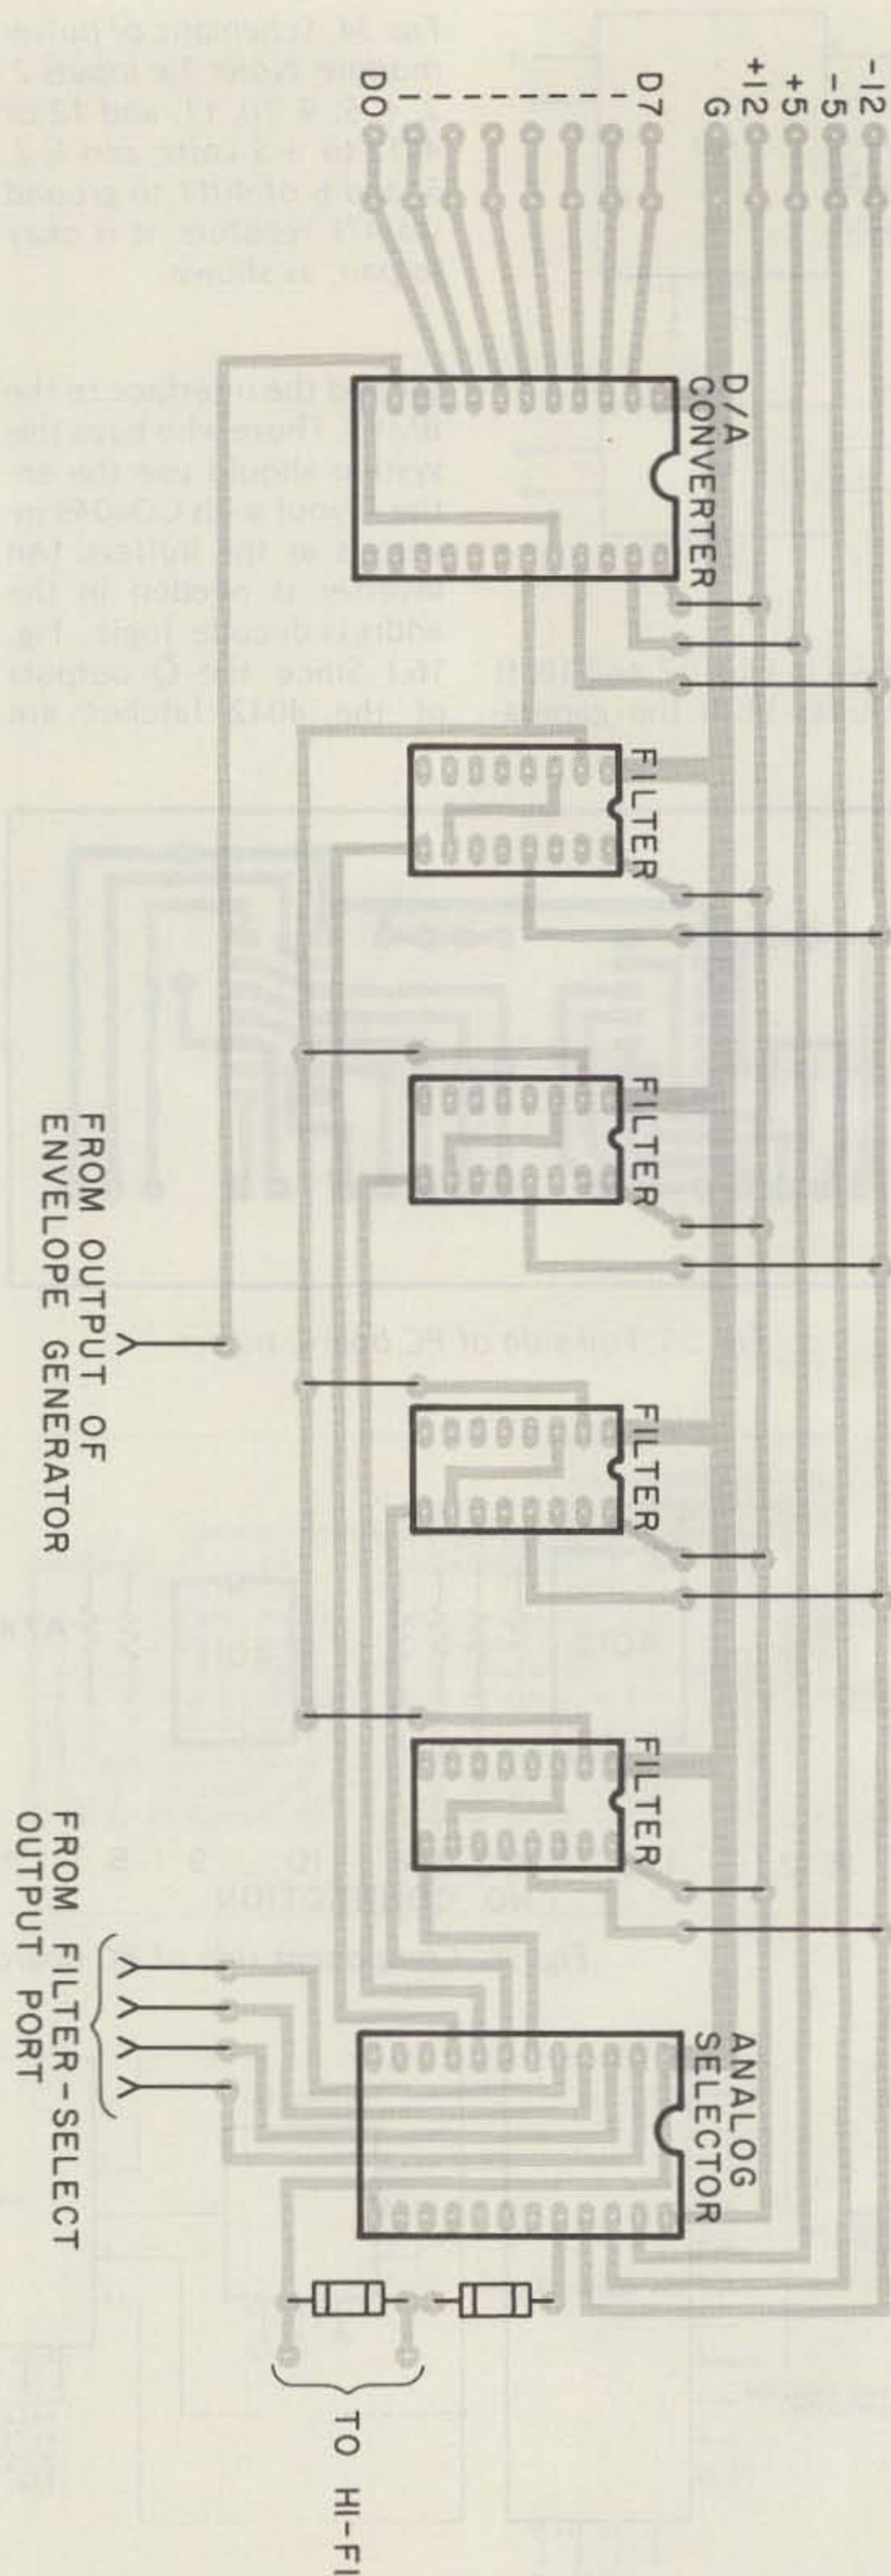 -12
-5
+5
+12
G
D7
D0
D/A
CONVERTER
FILTER
FILTER
FILTER
FILTER
ANALOG
SELECTOR
FROM OUTPUT OF
ENVELOPE GENERATOR
FROM FILTER-SELECT
OUTPUT PORT
TO HI-FI